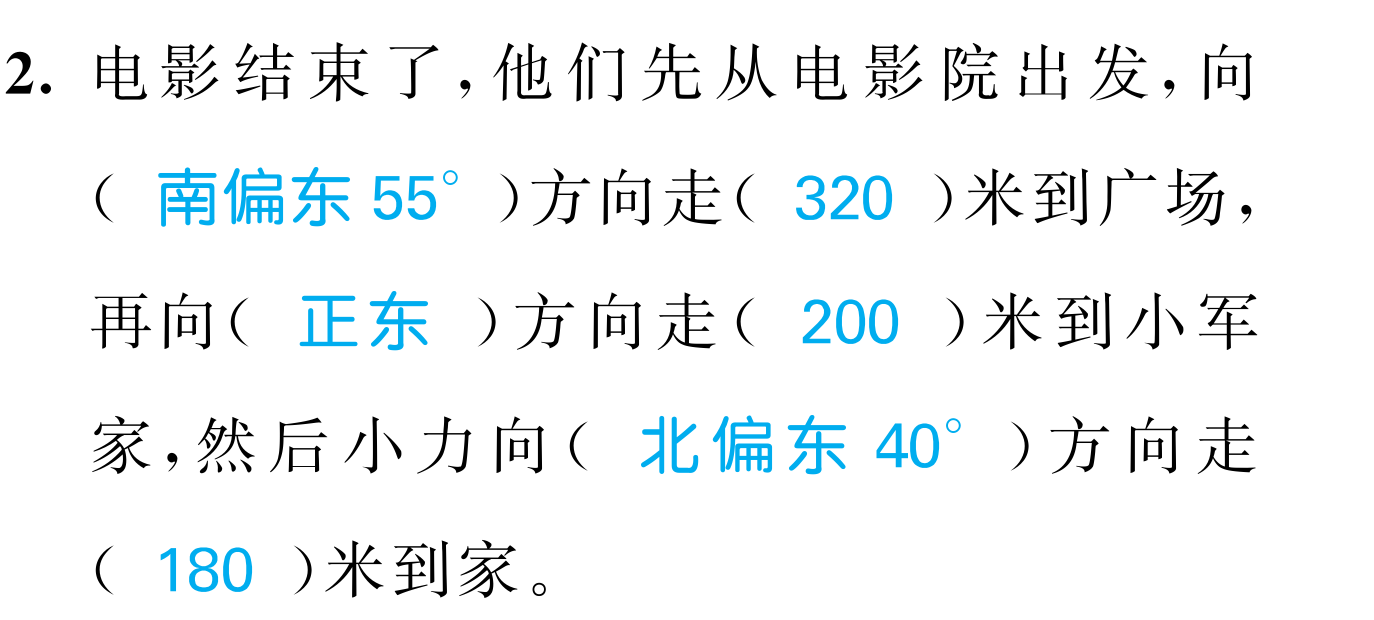 2. 电影结束了,他们先从电影院出发,向
( 南偏东 55° )方向走( 320 )米到广场,
再向( 正东 )方向走( 200 )米到小军
家,然后小力向( 北偏东 40° )方向走
( 180 )米到家。